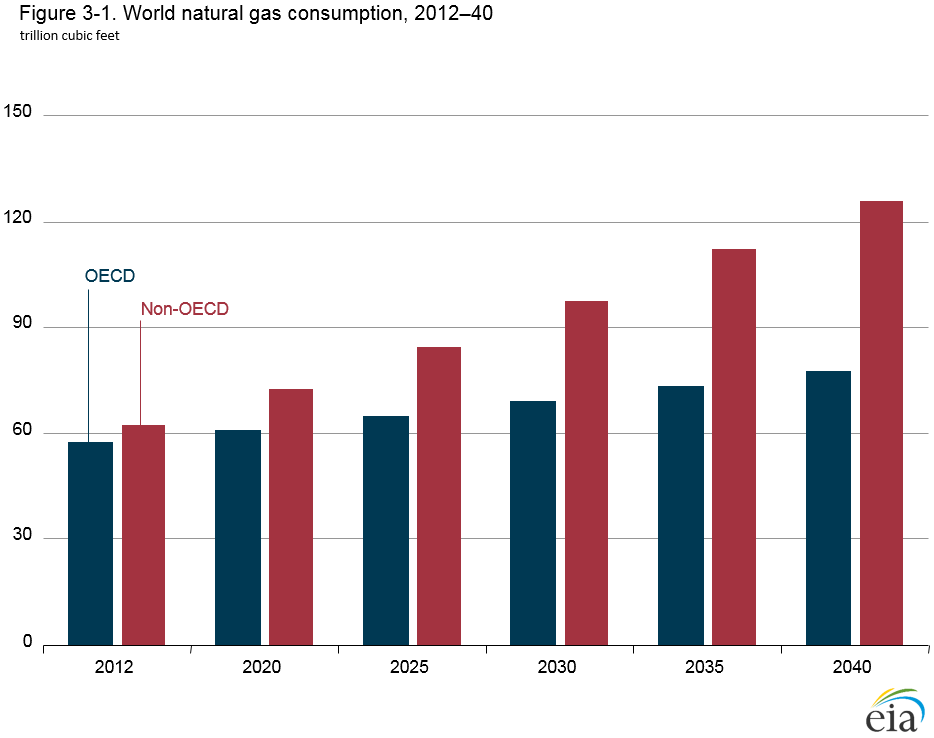 Figure 3-1. World natural gas consumption, 2012–40
trillion cubic feet
150
120
OECD
Non-OECD
90
60
30
0
2012 2020 2025 2030 2035 2040
eia